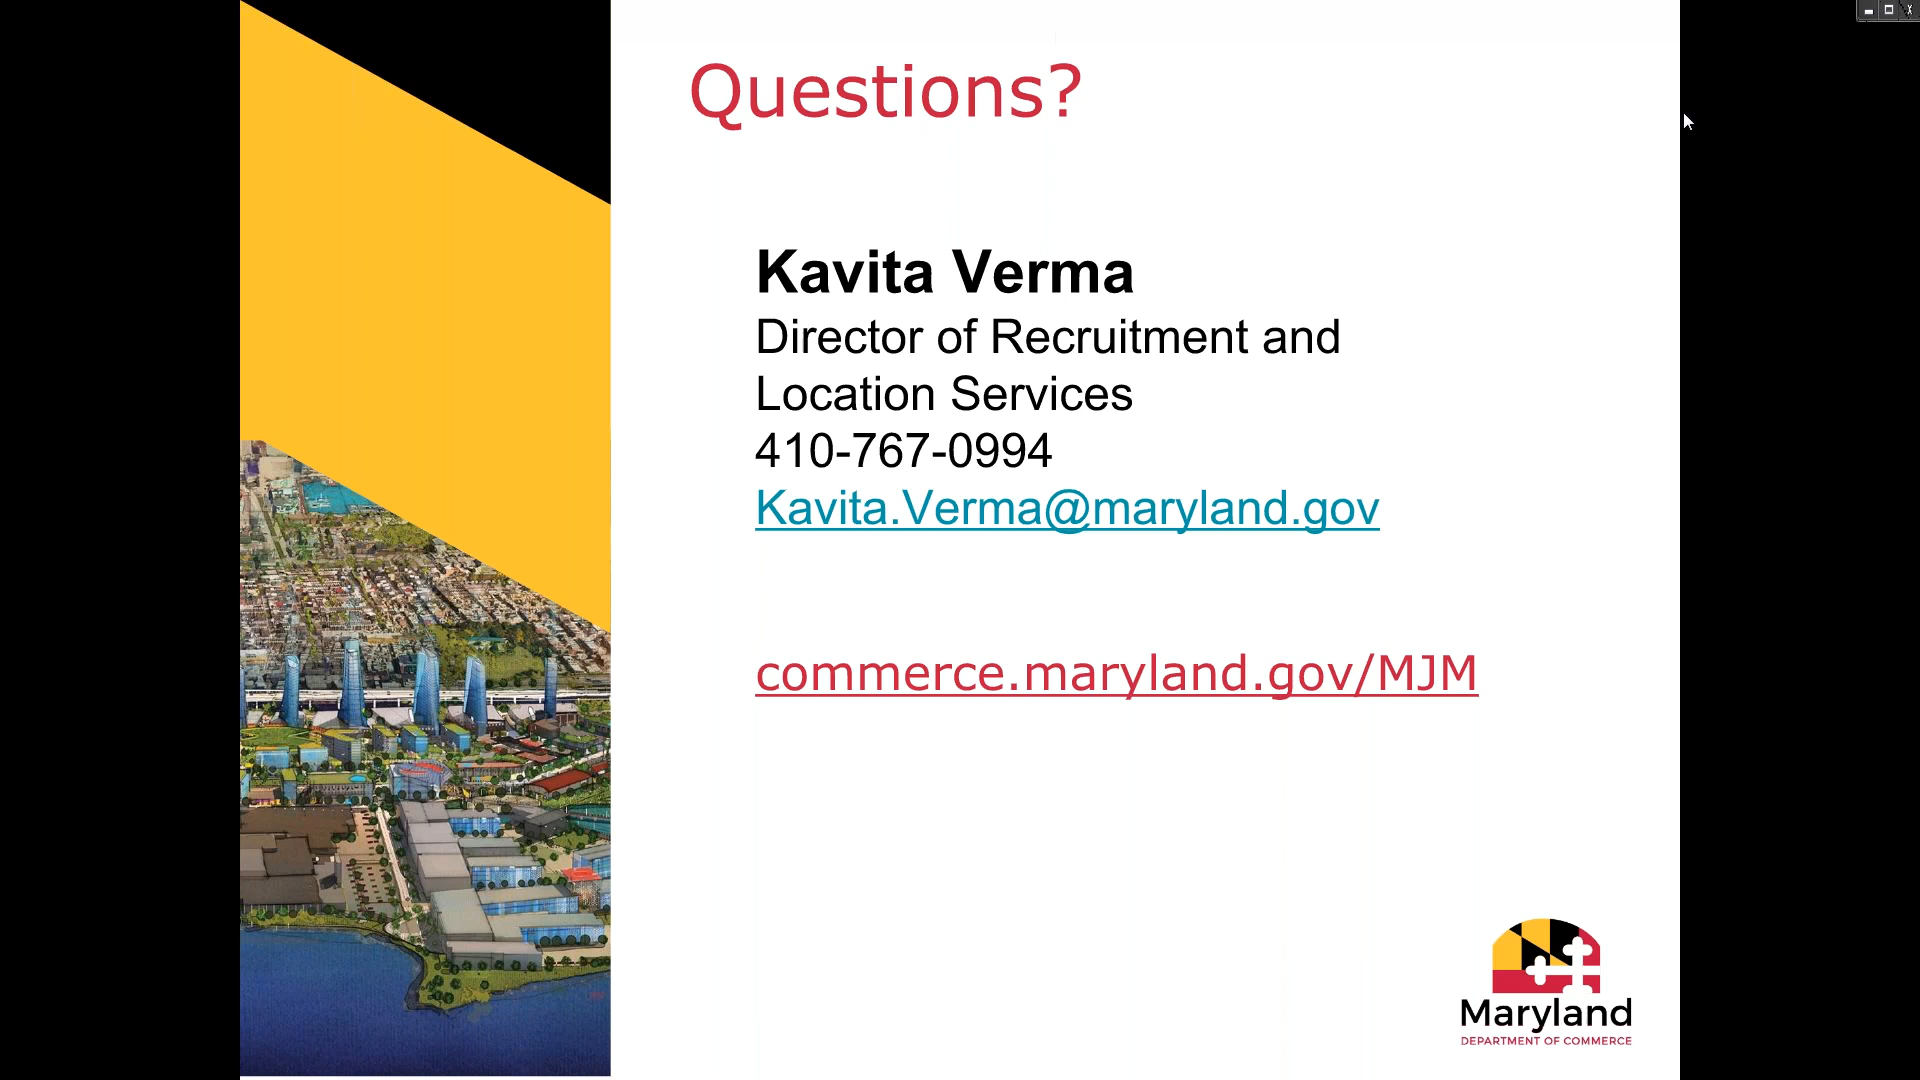 Questions?
Kavita Verma
Director of Recruitment and
Location Services
410-767-0994
Kavita.Verma@maryland.gov
commerce.maryland.gov/MJM
Maryland
DEPARTMENT OF COMMERCE